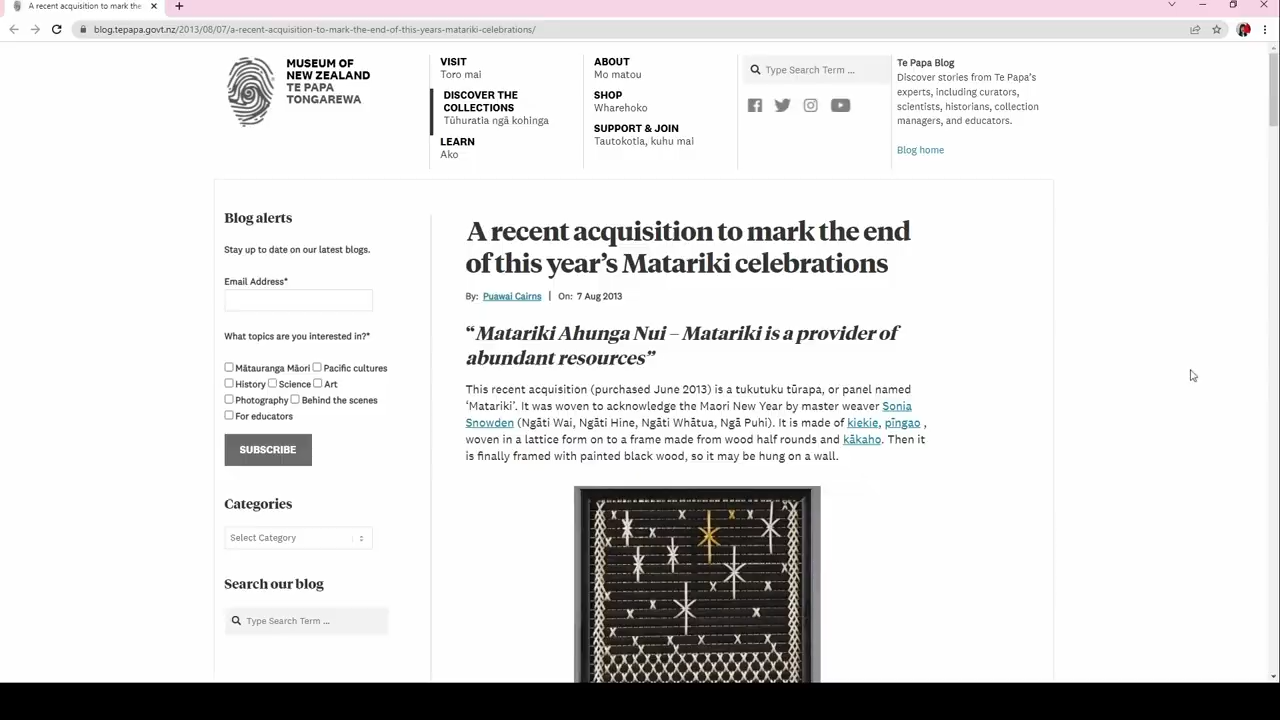 A recent acquisition to mark the
blog.tepapa.govt.nz/2013/08/07/a-recent-acquisition-to-mark-the-end-of-this-years-matariki-celebrations/
MUSEUM OF
NEW ZEALAND
TE PAPA
TONGAREWA
VISIT
Toro mai
DISCOVER THE
COLLECTIONS
Tūhuratia ngā kohinga
LEARN
Ako
ABOUT
Mo matou
SHOP
Wharehoko
SUPPORT & JOIN
Tautokotia, kuhu mai
Type Search Term ...
Te Papa Blog
Discover stories from Te Papa's
experts, including curators,
scientists, historians, collection
managers, and educators.
Blog home
Blog alerts
Stay up to date on our latest blogs.
Email Address*
What topics are you interested in?*
Mātauranga Māori Pacific cultures
History Science Art
Photography Behind the scenes
For educators
SUBSCRIBE
Categories
Select Category
Search our blog
Type Search Term ...
A recent acquisition to mark the end
of this year's Matariki celebrations
By: Puawai Cairns | On: 7 Aug 2013
“Matariki Ahunga Nui – Matariki is a provider of
abundant resources”
This recent acquisition (purchased June 2013) is a tukutuku tūrapa, or panel named
‘Matariki’. It was woven to acknowledge the Maori New Year by master weaver Sonia
Snowden (Ngāti Wai, Ngāti Hine, Ngāti Whātua, Ngā Puhi). It is made of kiekie, pīngao ,
woven in a lattice form on to a frame made from wood half rounds and kākaho. Then it
is finally framed with painted black wood, so it may be hung on a wall.